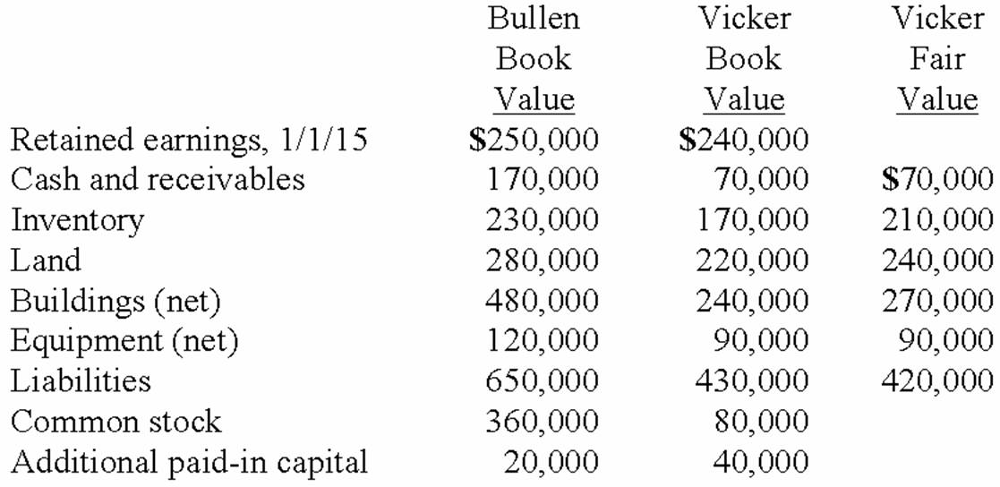 Bullen Vicker Vicker
Book Book Fair
Value Value Value
Retained earnings, 1/1/15 $250,000 $240,000
Cash and receivables 170,000 70,000 $70,000
Inventory 230,000 170,000 210,000
Land 280,000 220,000 240,000
Buildings (net) 480,000 240,000 270,000
Equipment (net) 120,000 90,000 90,000
Liabilities 650,000 430,000 420,000
Common stock 360,000 80,000
Additional paid-in capital 20,000 40,000